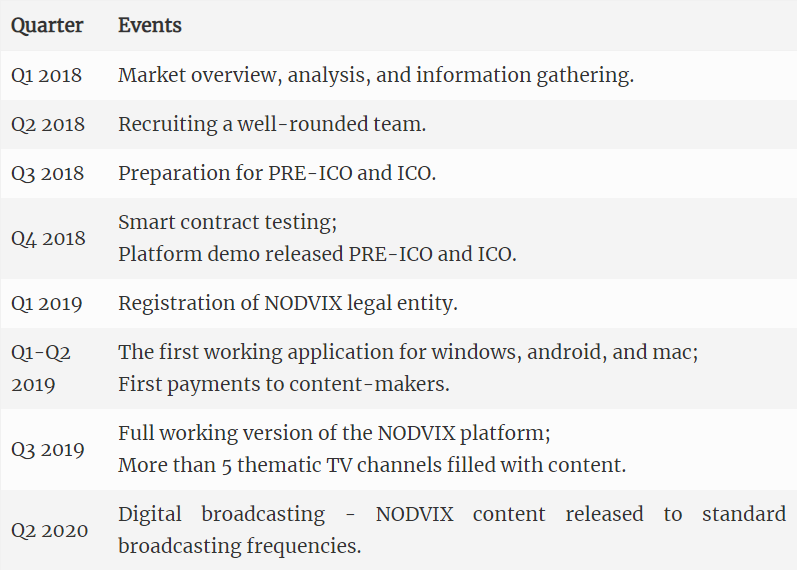 Quarter Events
Q1 2018 Market overview, analysis, and information gathering.
Q2 2018 Recruiting a well-rounded team.
Q3 2018 Preparation for PRE-ICO and ICO.
Q4 2018 Smart contract testing;
Platform demo released PRE-ICO and ICO.
Q1 2019 Registration of NODVIX legal entity.
Q1-Q2 The first working application for windows, android, and mac;
2019 First payments to content-makers.
Q3 2019 Full working version of the NODVIX platform;
More than 5 thematic TV channels filled with content.
Q2 2020 Digital broadcasting - NODVIX content released to standard
broadcasting frequencies.